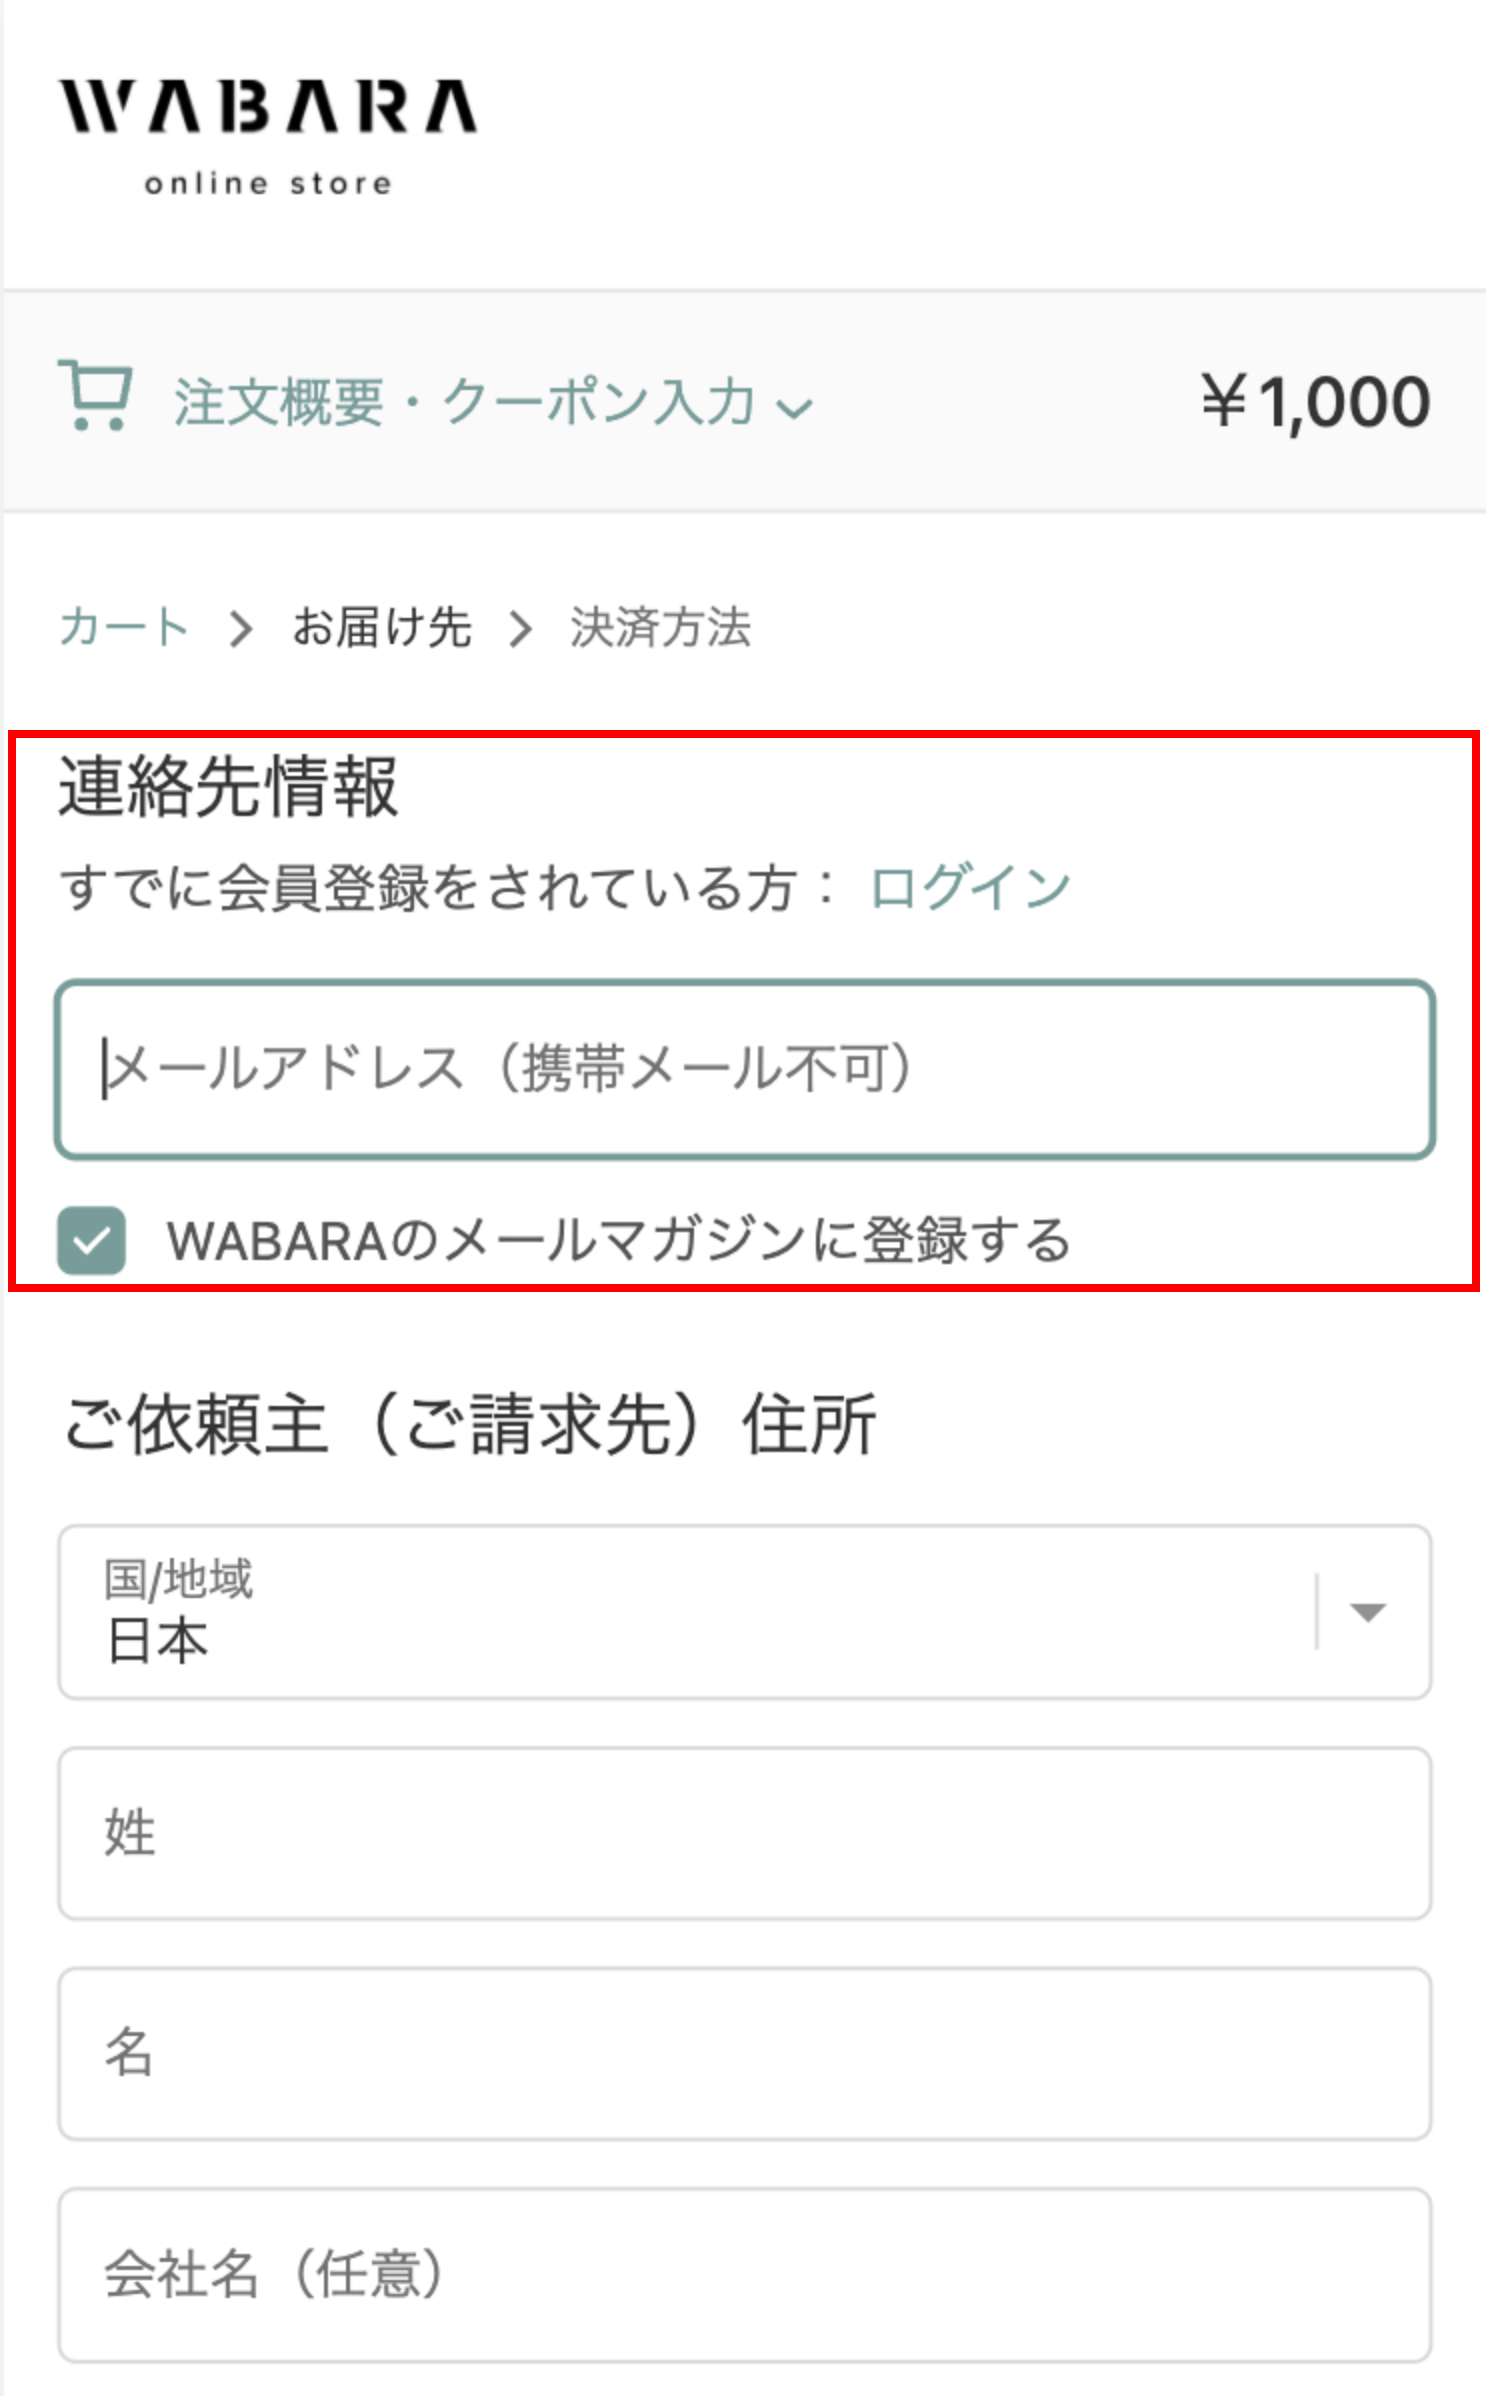 WABARA
online store
注文概要・クーポン入力
￥1,000
カート > お届け先 > 決済方法
連絡先情報
すでに会員登録をされている方： ログイン
メールアドレス（携帯メール不可）
WABARAのメールマガジンに登録する
ご依頼主（ご請求先）住所
国/地域
日本
姓
名
会社名（任意）